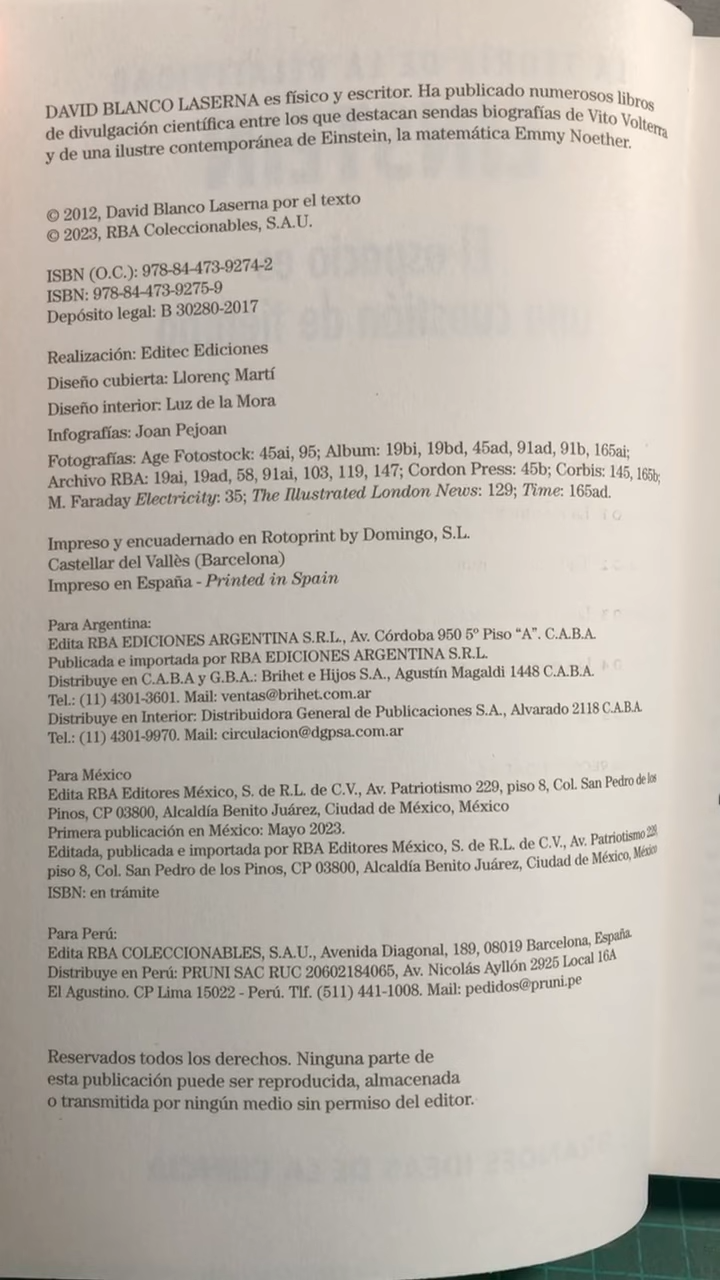 DAVID BLANCO LASERNA es físico y escritor. Ha publicado numerosos libros
de divulgación científica entre los que destacan sendas biografías de Vito Volterra
y de una ilustre contemporánea de Einstein, la matemática Emmy Noether.
© 2012, David Blanco Laserna por el texto
© 2023, RBA Coleccionables, S.A.U.
ISBN (O.C.): 978-84-473-9274-2
ISBN: 978-84-473-9275-9
Depósito legal: B 30280-2017
Realización: Editec Ediciones
Diseño cubierta: Llorenç Martí
Diseño interior: Luz de la Mora
Infografías: Joan Pejoan
Fotografías: Age Fotostock: 45ai, 95; Album: 19bi, 19bd, 45ad, 91ad, 91b, 165ai;
Archivo RBA: 19ai, 19ad, 58, 91ai, 103, 119, 147; Cordon Press: 45b; Corbis: 145, 165b;
M. Faraday Electricity: 35; The Illustrated London News: 129; Time: 165ad.
Impreso y encuadernado en Rotoprint by Domingo, S.L.
Castellar del Vallès (Barcelona)
Impreso en España - Printed in Spain
Para Argentina:
Edita RBA EDICIONES ARGENTINA S.R.L., Av. Córdoba 950 5º Piso “A”. C.A.B.A.
Publicada e importada por RBA EDICIONES ARGENTINA S.R.L.
Distribuye en C.A.B.A y G.B.A.: Brihet e Hijos S.A., Agustín Magaldi 1448 C.A.B.A.
Tel.: (11) 4301-3601. Mail: ventas@brihet.com.ar
Distribuye en Interior: Distribuidora General de Publicaciones S.A., Alvarado 2118 C.A.B.A.
Tel.: (11) 4301-9970. Mail: circulacion@dgpsa.com.ar
Para México
Edita RBA Editores México, S. de R.L. de C.V., Av. Patriotismo 229, piso 8, Col. San Pedro de los
Pinos, CP 03800, Alcaldía Benito Juárez, Ciudad de México, México
Primera publicación en México: Mayo 2023.
Editada, publicada e importada por RBA Editores México, S. de R.L. de C.V., Av. Patriotismo 229,
piso 8, Col. San Pedro de los Pinos, CP 03800, Alcaldía Benito Juárez, Ciudad de México, México
ISBN: en trámite
Para Perú:
Edita RBA COLECCIONABLES, S.A.U., Avenida Diagonal, 189, 08019 Barcelona, España.
Distribuye en Perú: PRUNI SAC RUC 20602184065, Av. Nicolás Ayllón 2925 Local 16A
El Agustino. CP Lima 15022 - Perú. Tlf. (511) 441-1008. Mail: pedidos@pruni.pe
Reservados todos los derechos. Ninguna parte de
esta publicación puede ser reproducida, almacenada
o transmitida por ningún medio sin permiso del editor.